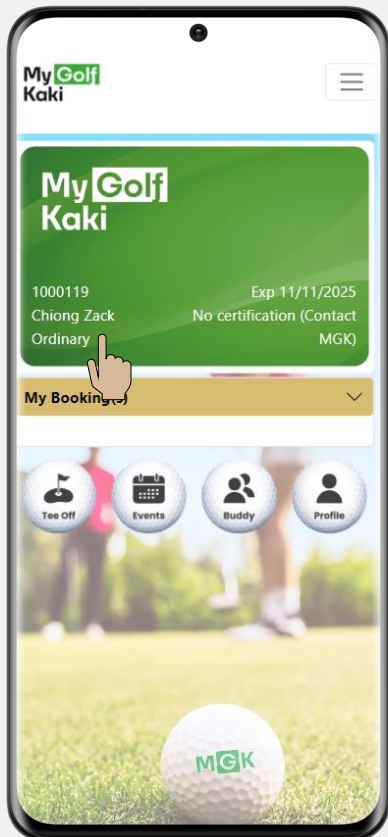 My Golf
Kaki
My Golf
Kaki
1000119
Exp 11/11/2025
Chiong Zack
No certification (Contact
Ordinary
MGK)
My Booking(s)
Tee Off
Events
Buddy
Profile
MGK